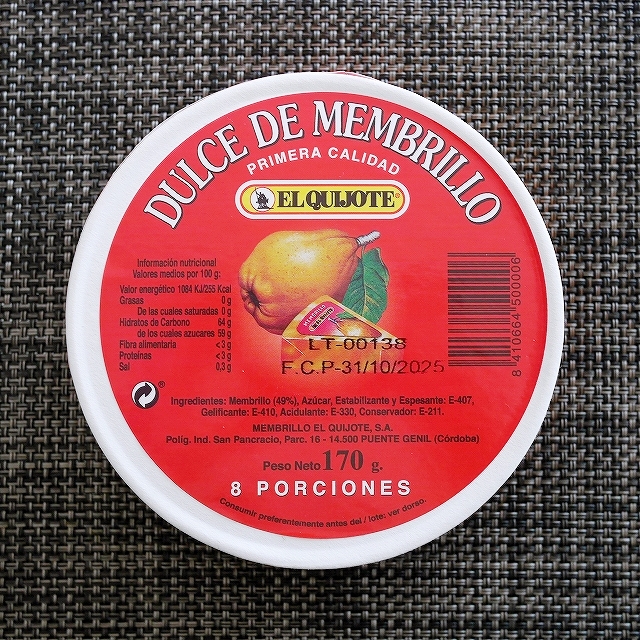 DULCE DE MEMBRILLO
PRIMERA CALIDAD
EL QUIJOTE®
Información nutricional
Valores medios por 100 g:
Valor energético 1084 KJ/255 Kcal
Grasas 0 g
De las cuales saturadas 0 g
Hidratos de Carbono 64 g
de los cuales azucares 59 g
Fibra alimentaria < 3 g
Proteínas < 3 g
Sal 0,3 g
MEMBRILLO
LT-00138
F.C.P-31/10/2025
8 410664 500006
®
Ingredientes: Membrillo (49%), Azúcar, Estabilizante y Espesante: E-407,
Gelificante: E-410, Acidulante: E-330, Conservador: E-211.
MEMBRILLO EL QUIJOTE, S.A.
Políg. Ind. San Pancracio, Parc. 16 - 14.500 PUENTE GENIL (Córdoba)
Peso Neto 170 g.
8 PORCIONES
Consumir preferentemente antes del / lote: ver dorso.